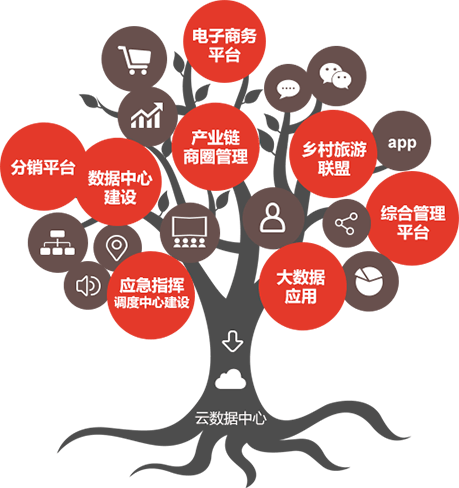 电子商务
平台
产业链
商圈管理
乡村旅游
联盟
app
分销平台
数据中心
建设
综合管理
平台
应急指挥
调度中心建设
大数据
应用
云数据中心